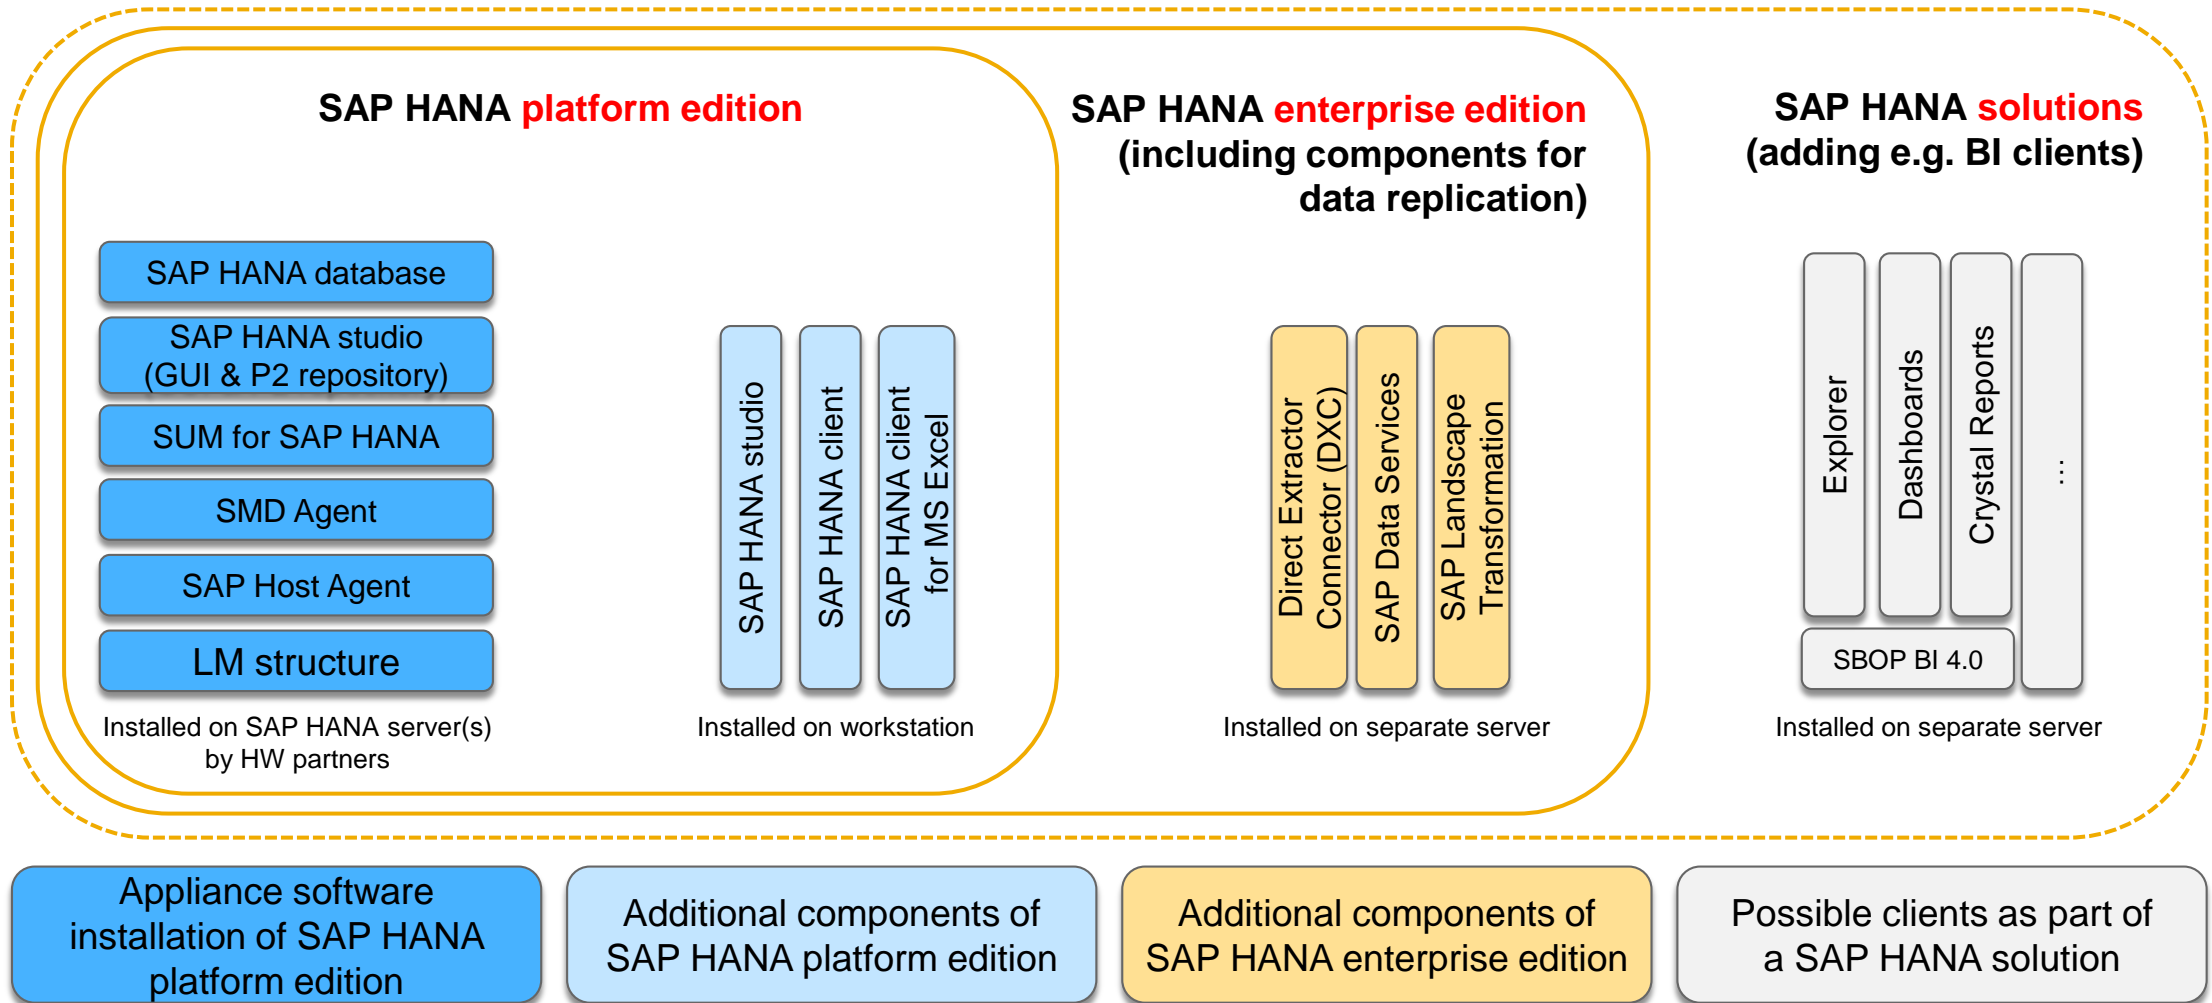 SAP HANA platform edition
SAP HANA enterprise edition
(including components for
data replication)
SAP HANA solutions
(adding e.g. BI clients)
SAP HANA database
SAP HANA studio
(GUI & P2 repository)
SUM for SAP HANA
SMD Agent
SAP Host Agent
LM structure
Installed on SAP HANA server(s)
by HW partners
SAP HANA studio
SAP HANA client
SAP HANA client
for MS Excel
Installed on workstation
Direct Extractor
Connector (DXC)
SAP Data Services
SAP Landscape
Transformation
Installed on separate server
Explorer
Dashboards
Crystal Reports
...
SBOP BI 4.0
Installed on separate server
Appliance software
installation of SAP HANA
platform edition
Additional components of
SAP HANA platform edition
Additional components of
SAP HANA enterprise edition
Possible clients as part of
a SAP HANA solution